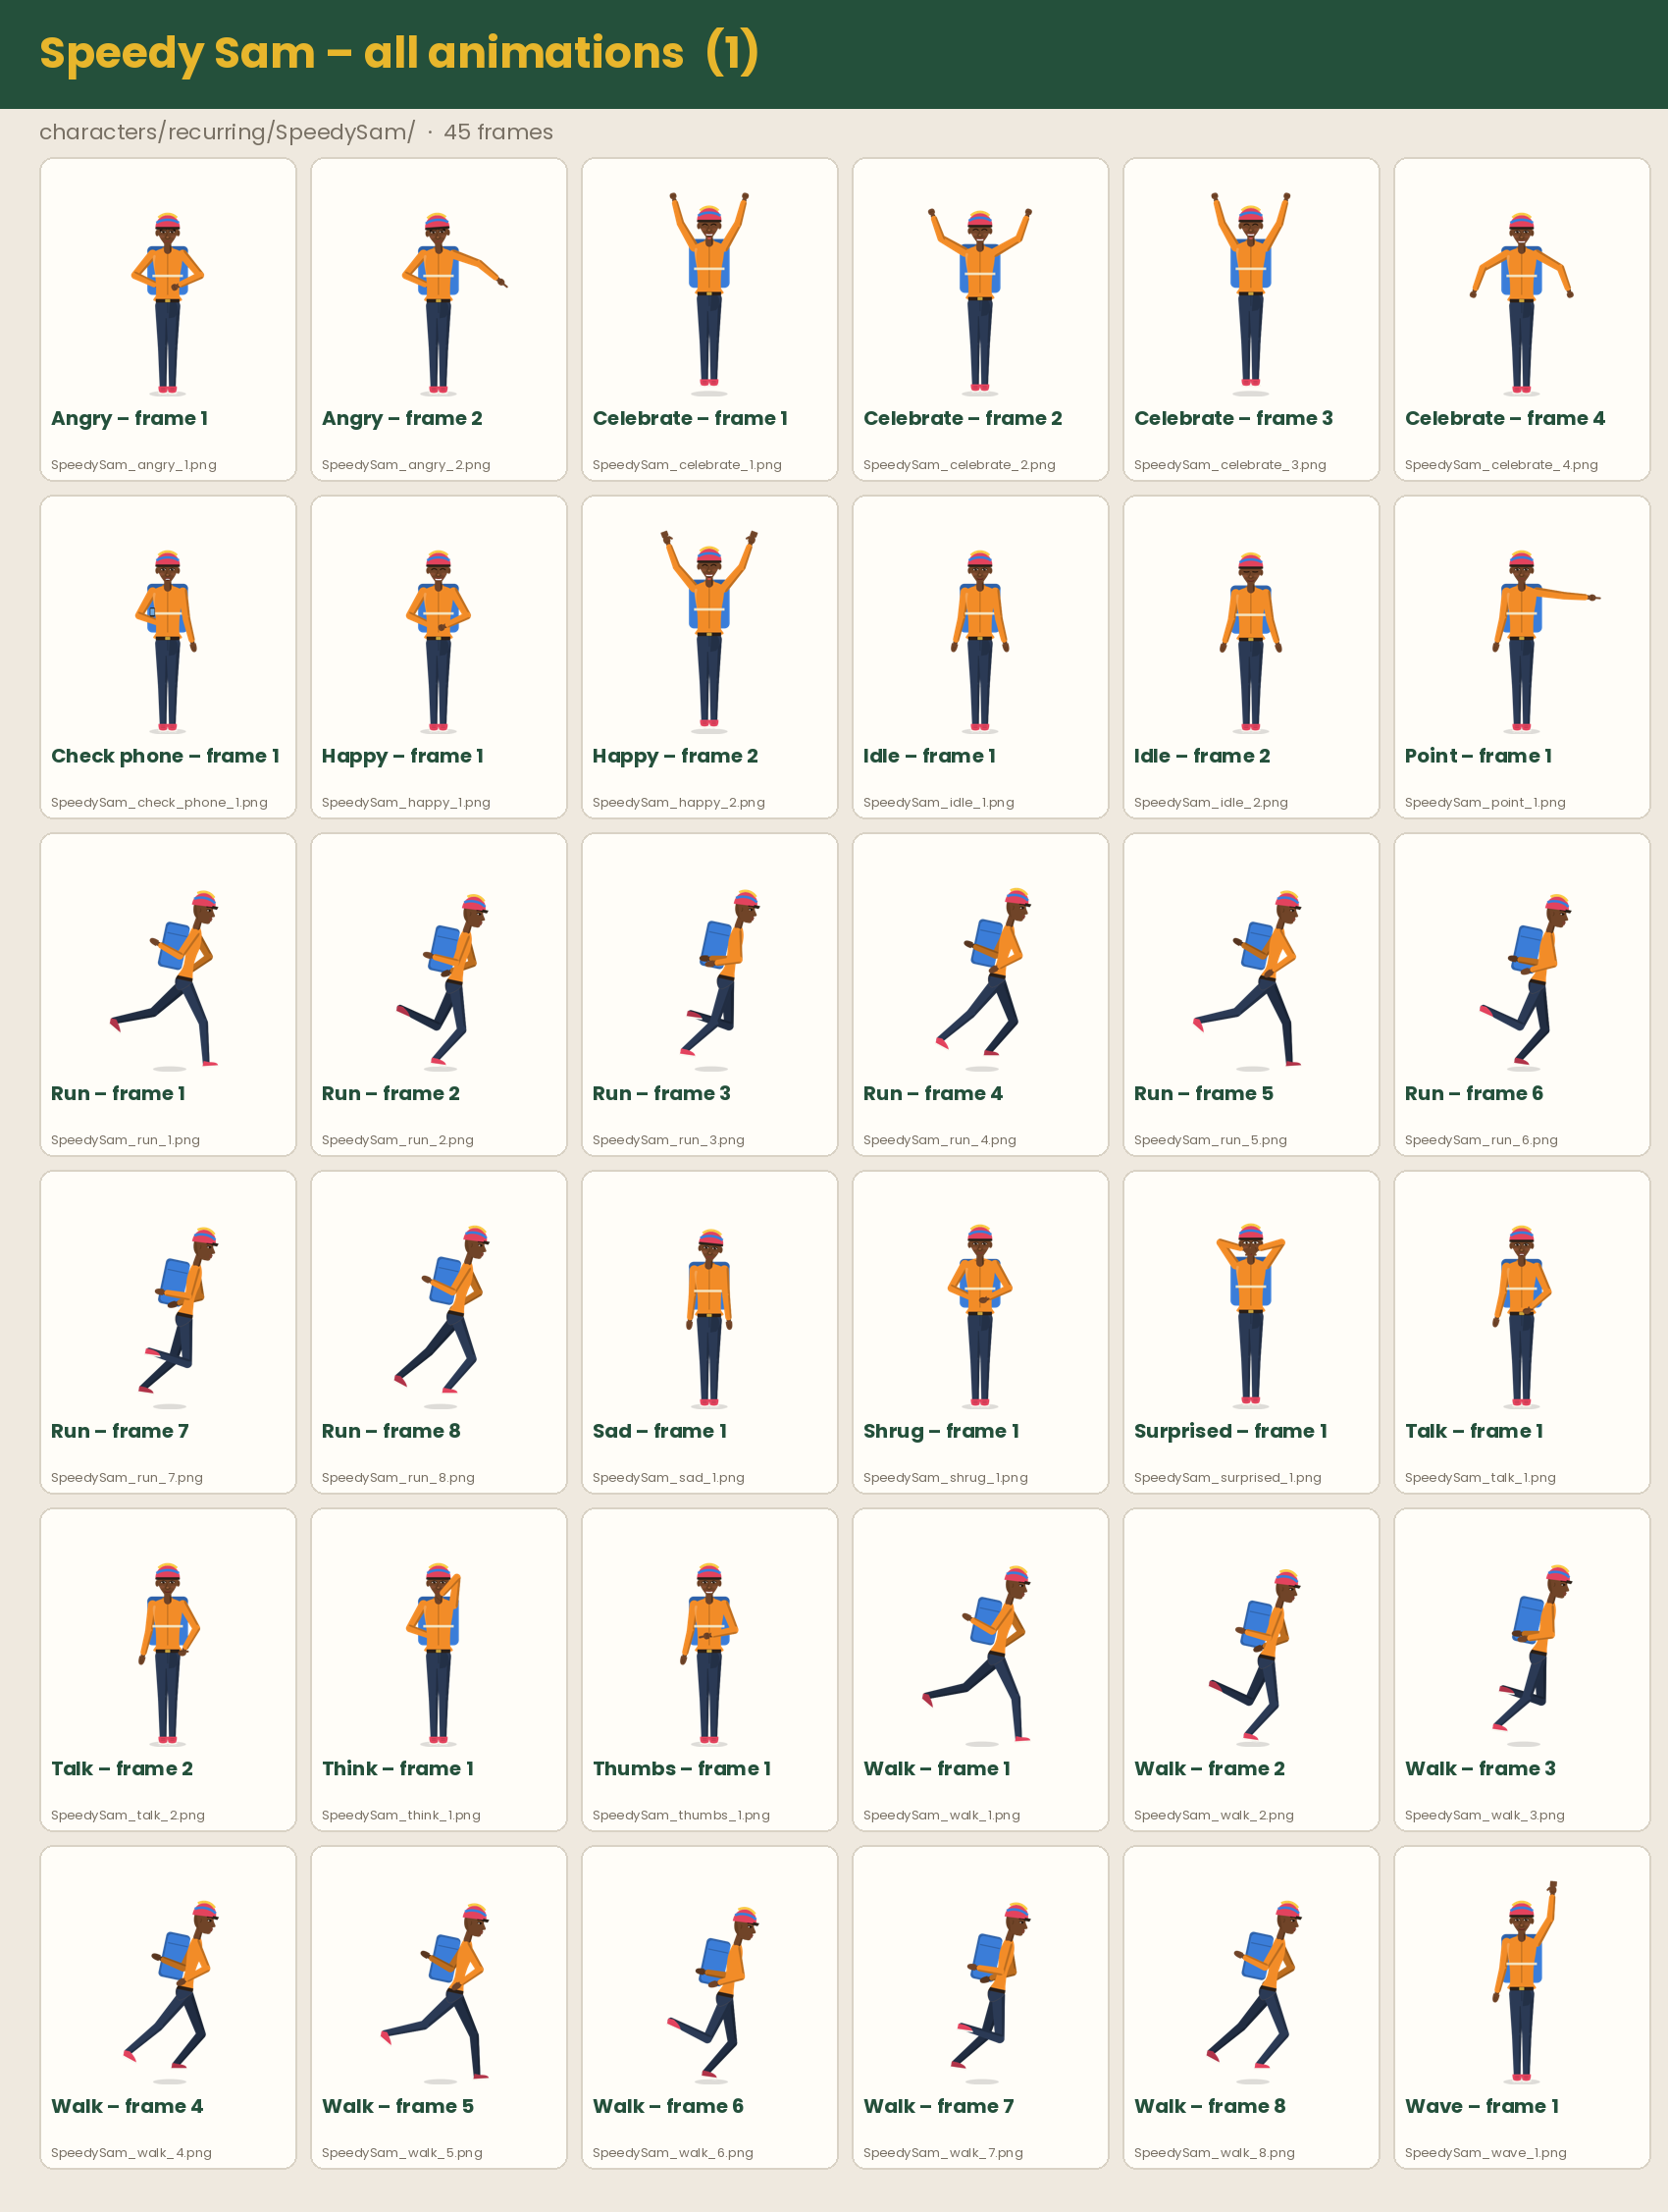 Speedy Sam – all animations (1)
characters/recurring/SpeedySam/ · 45 frames
Angry – frame 1
Angry – frame 2
Celebrate – frame 1
Celebrate – frame 2
Celebrate – frame 3
Celebrate – frame 4
SpeedySam_angry_1.png
SpeedySam_angry_2.png
SpeedySam_celebrate_1.png
SpeedySam_celebrate_2.png
SpeedySam_celebrate_3.png
SpeedySam_celebrate_4.png
Check phone – frame 1
Happy – frame 1
Happy – frame 2
Idle – frame 1
Idle – frame 2
Point – frame 1
SpeedySam_check_phone_1.png
SpeedySam_happy_1.png
SpeedySam_happy_2.png
SpeedySam_idle_1.png
SpeedySam_idle_2.png
SpeedySam_point_1.png
Run – frame 1
Run – frame 2
Run – frame 3
Run – frame 4
Run – frame 5
Run – frame 6
SpeedySam_run_1.png
SpeedySam_run_2.png
SpeedySam_run_3.png
SpeedySam_run_4.png
SpeedySam_run_5.png
SpeedySam_run_6.png
Run – frame 7
Run – frame 8
Sad – frame 1
Shrug – frame 1
Surprised – frame 1
Talk – frame 1
SpeedySam_run_7.png
SpeedySam_run_8.png
SpeedySam_sad_1.png
SpeedySam_shrug_1.png
SpeedySam_surprised_1.png
SpeedySam_talk_1.png
Talk – frame 2
Think – frame 1
Thumbs – frame 1
Walk – frame 1
Walk – frame 2
Walk – frame 3
SpeedySam_talk_2.png
SpeedySam_think_1.png
SpeedySam_thumbs_1.png
SpeedySam_walk_1.png
SpeedySam_walk_2.png
SpeedySam_walk_3.png
Walk – frame 4
Walk – frame 5
Walk – frame 6
Walk – frame 7
Walk – frame 8
Wave – frame 1
SpeedySam_walk_4.png
SpeedySam_walk_5.png
SpeedySam_walk_6.png
SpeedySam_walk_7.png
SpeedySam_walk_8.png
SpeedySam_wave_1.png